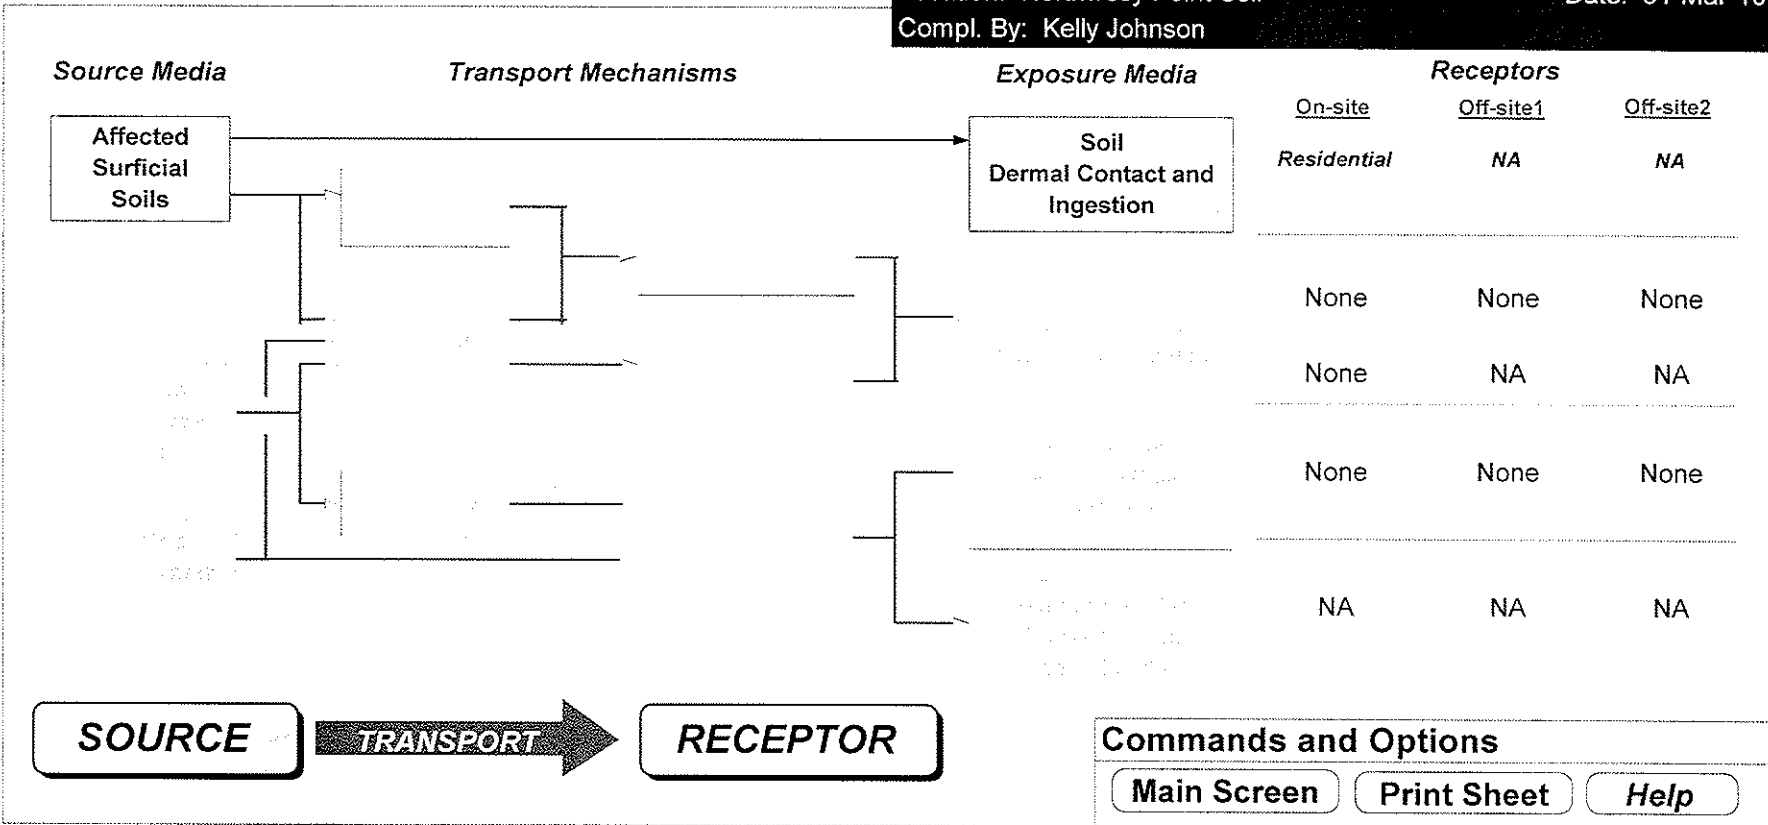 Compl. By: Kelly Johnson
Source Media
Transport Mechanisms
Exposure Media
Receptors
On-site
Off-site1
Off-site2
Affected
Surficial
Soils
Soil
Dermal Contact and
Ingestion
Residential
NA
NA
None
None
None
None
NA
NA
None
None
None
NA
NA
NA
SOURCE
TRANSPORT
RECEPTOR
Commands and Options
Main Screen
Print Sheet
Help